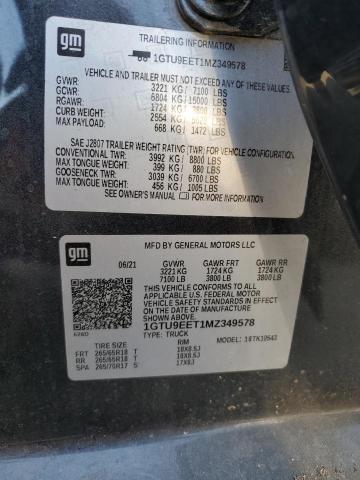 gm
TRAILERING INFORMATION
1GTU9EET1MZ349578
VEHICLE AND TRAILER MUST NOT EXCEED ANY OF THESE RATINGS
GVWR: 3221 KG / 7100 LBS
GCWR: 6804 KG / 15000 LBS
RGAWR: 1724 KG / 3800 LBS
CURB WEIGHT: 2554 KG / LBS
MAX PAYLOAD: 668 KG / 1472 LBS
SAE J2807 TRAILER WEIGHT RATING (TWR) FOR VEHICLE CONFIGURATION
CONVENTIONAL TWR: 3992 KG / 8800 LBS
MAX TONGUE WEIGHT: 399 KG / 880 LBS
GOOSENECK TWR: 3039 KG / 6700 LBS
MAX TONGUE WEIGHT: 456 KG / 1005 LBS
SEE OWNER'S MANUAL FOR MORE INFORMATION
gm
MFD BY GENERAL MOTORS LLC
06/21 GVWR GAWR FRT GAWR RR
3221 KG 1724 KG 1724 KG
7100 LB 3800 LB 3800 LB
THIS VEHICLE CONFORMS TO ALL APPLICABLE U.S. FEDERAL MOTOR VEHICLE SAFETY AND THEFT PREVENTION STANDARDS IN EFFECT ON THE DATE OF MANUFACTURE SHOWN ABOVE.
1GTU9EET1MZ349578
TYPE: TRUCK MODEL: 18TK10543
TIRE SIZE RIM
FRT 265/65R18 T 18X8.5J
RR 265/65R18 T 18X8.5J
SPA 265/70R17 S 17X8J